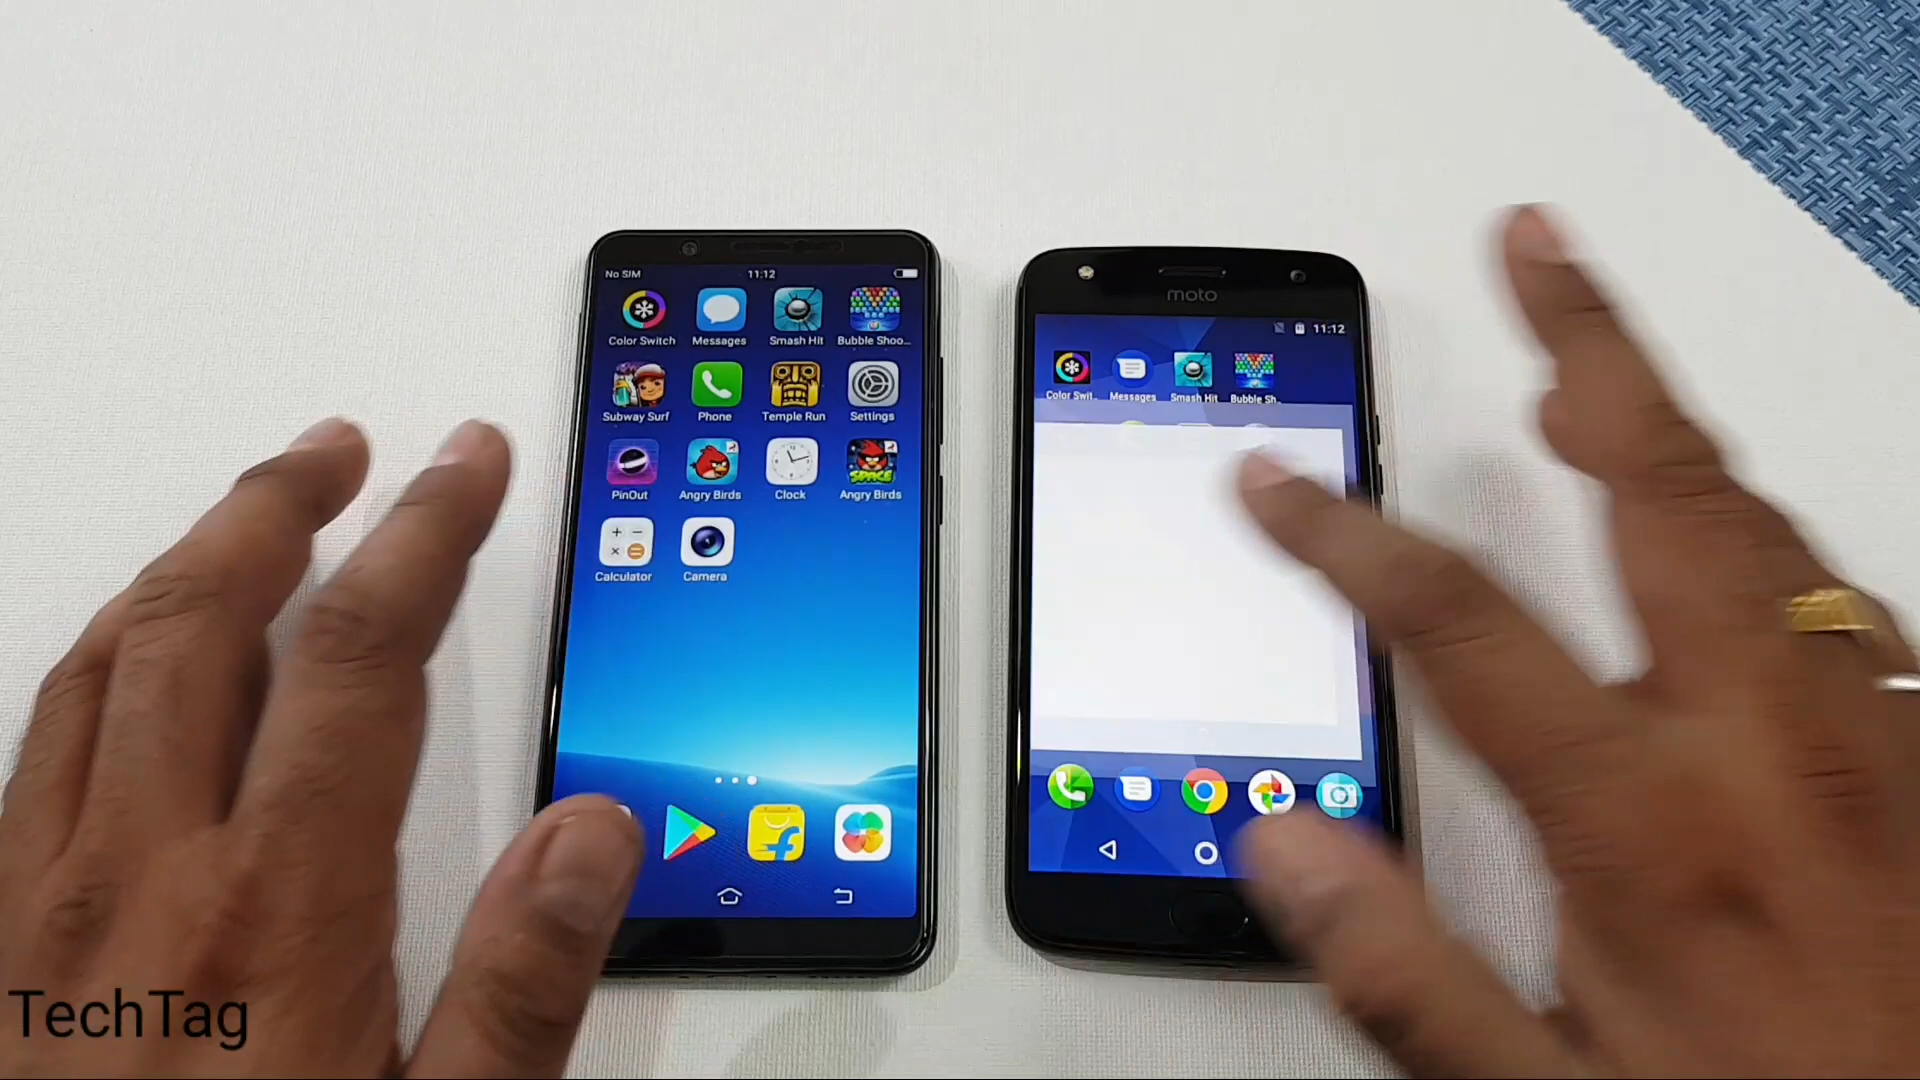 No SIM 11:12
Color Switch Messages Smash Hit Bubble Shoo...
Subway Surf Phone Temple Run Settings
PinOut Angry Birds Clock Angry Birds
SPACE
Calculator Camera
moto
11:12
Color Swit.. Messages Smash Hit Bubble Sh..
TechTag